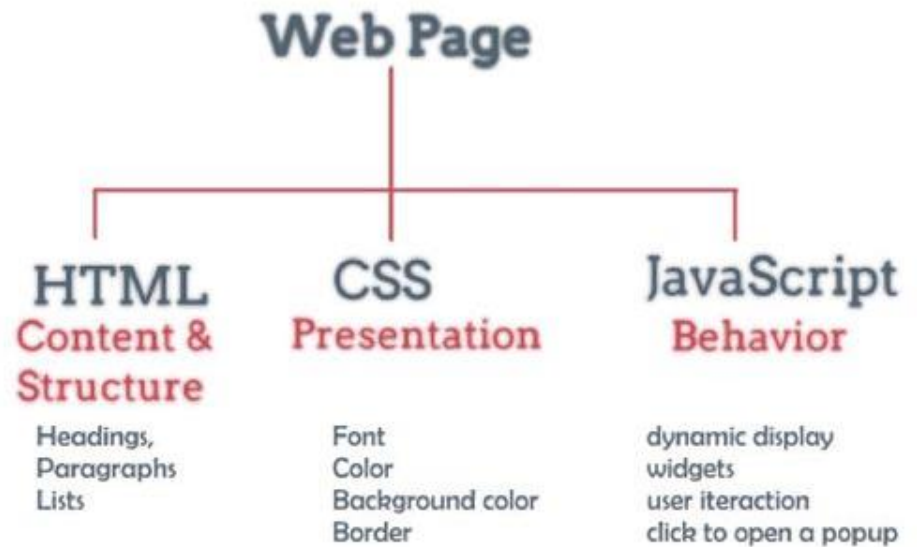 Web Page
HTML
Content &
Structure
Headings,
Paragraphs
Lists
CSS
Presentation
Font
Color
Background color
Border
JavaScript
Behavior
dynamic display
widgets
user iteraction
click to open a popup